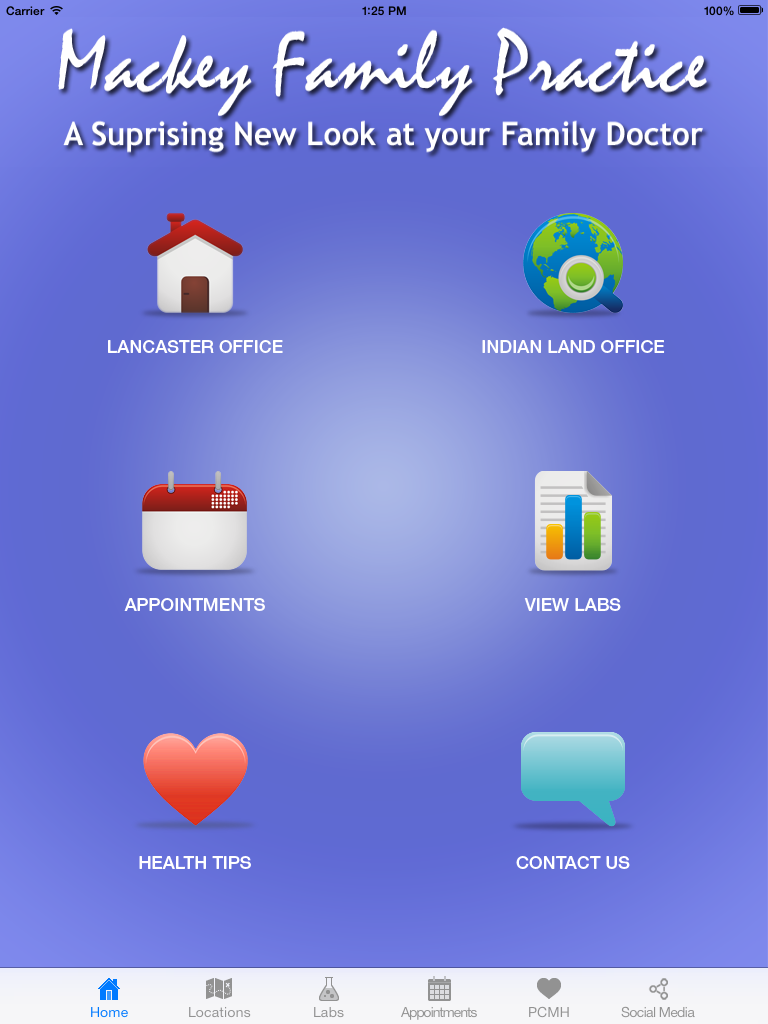 Carrier 1:25 PM 100%
Mackey Family Practice
A Suprising New Look at your Family Doctor
LANCASTER OFFICE
INDIAN LAND OFFICE
APPOINTMENTS
VIEW LABS
HEALTH TIPS
CONTACT US
Home Locations Labs Appointments PCMH Social Media